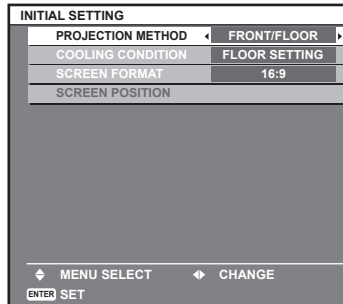 INITIAL SETTING
PROJECTION METHOD FRONT/FLOOR
COOLING CONDITION FLOOR SETTING
SCREEN FORMAT 16:9
SCREEN POSITION
MENU SELECT CHANGE
ENTER SET